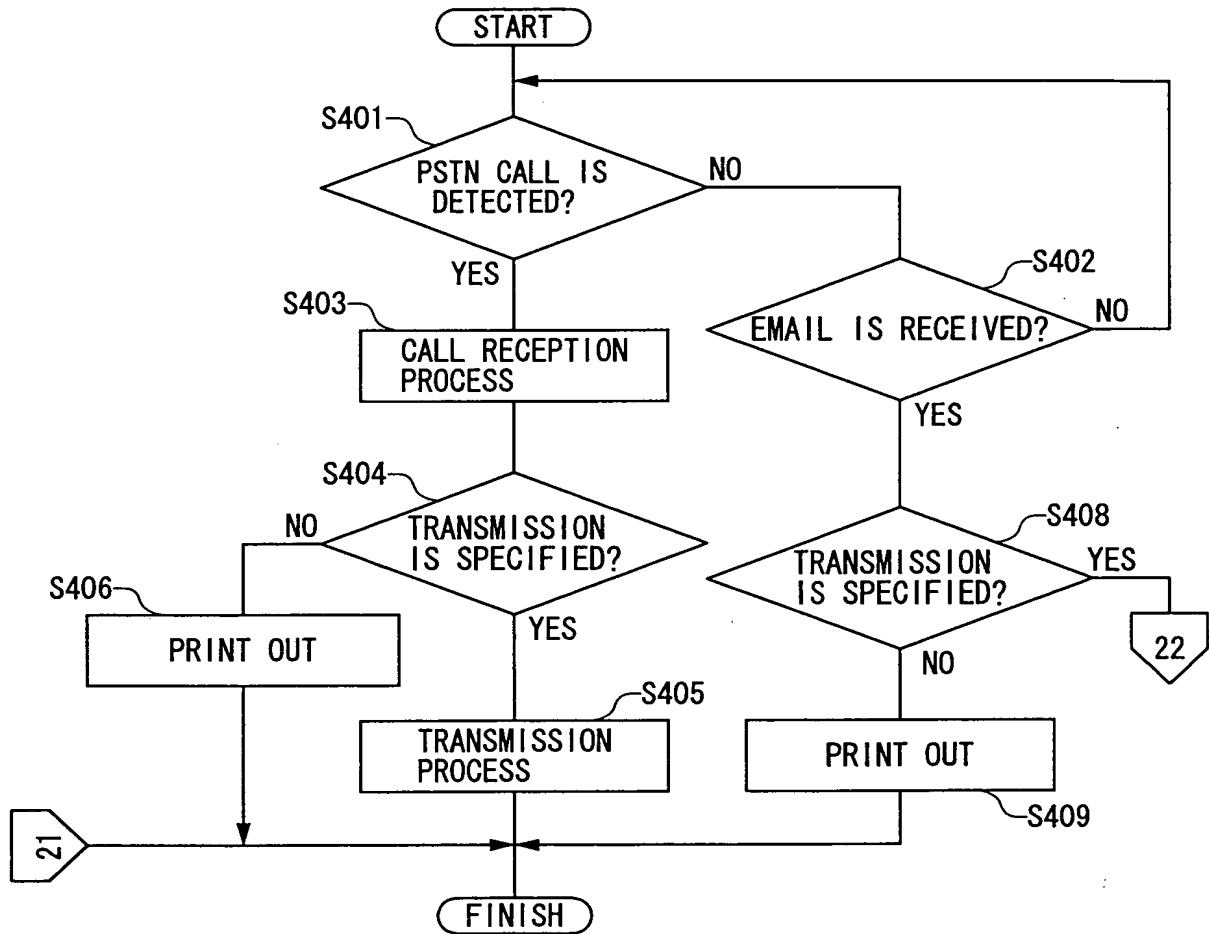 START
S401
PSTN CALL IS
DETECTED?
NO
YES
S402
EMAIL IS RECEIVED?
NO
YES
S403
CALL RECEPTION
PROCESS
S404
TRANSMISSION
IS SPECIFIED?
NO
YES
S408
TRANSMISSION
IS SPECIFIED?
YES
NO
22
S406
PRINT OUT
S405
TRANSMISSION
PROCESS
PRINT OUT
S409
21
FINISH